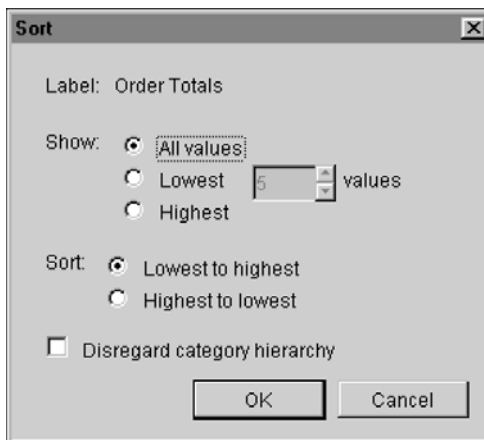 Sort
Label: Order Totals
Show: All values
Lowest 5 values
Highest
Sort: Lowest to highest
Highest to lowest
Disregard category hierarchy
OK Cancel